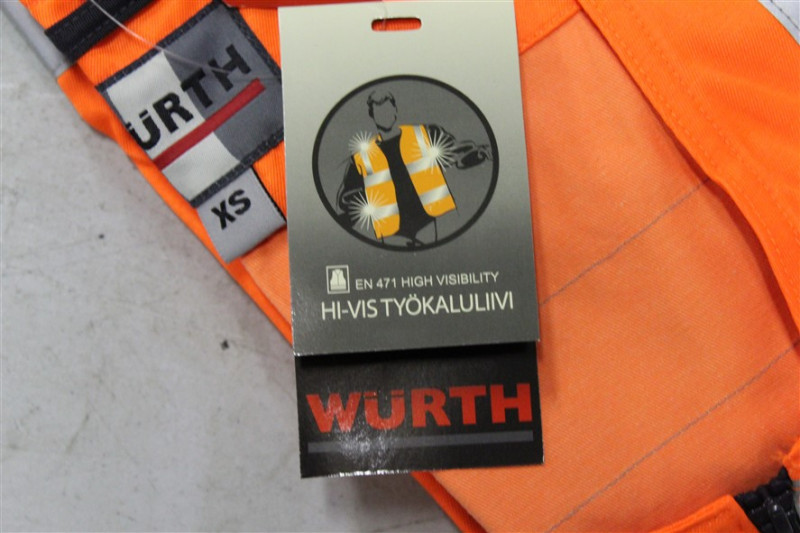 WÜRTH
XS
EN 471 HIGH VISIBILITY
HI-VIS TYÖKALULIIVI
WÜRTH